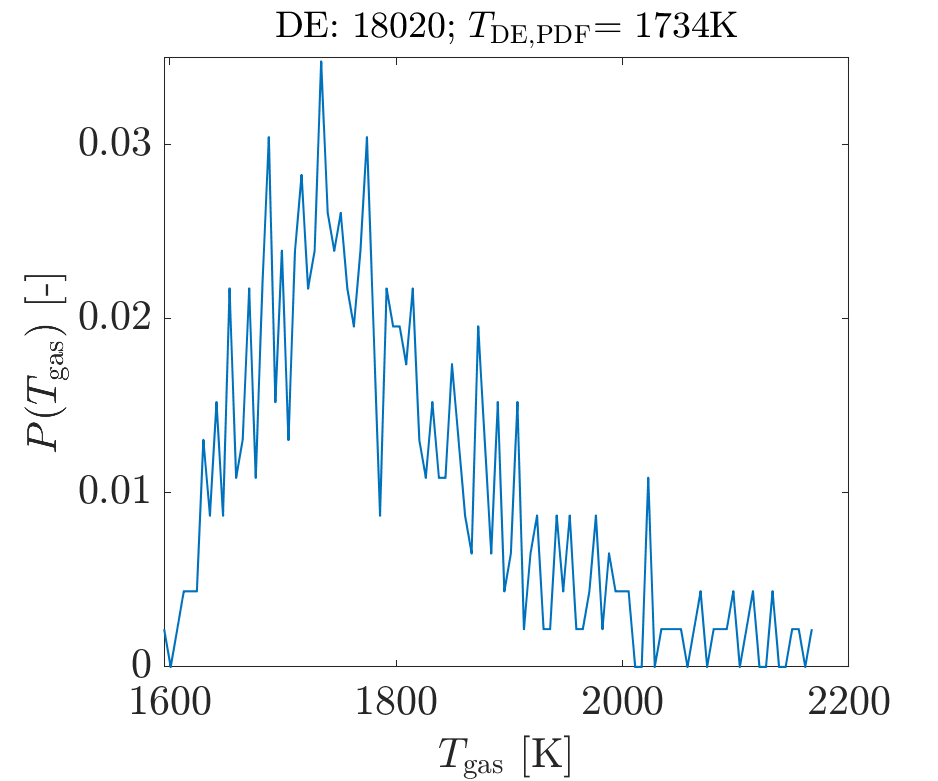 DE: 18020; T_DE,PDF= 1734K
P(T_gas) [-]
0.03
0.02
0.01
0
1600 1800 2000 2200
T_gas [K]